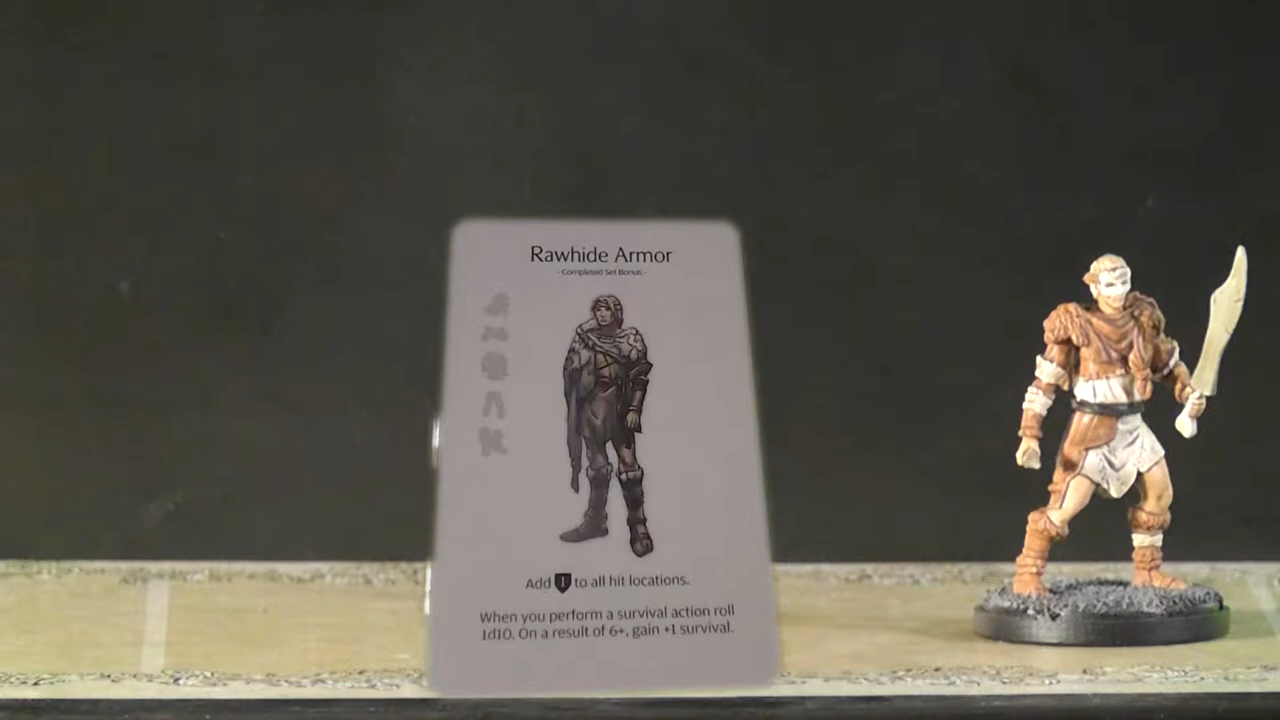 Rawhide Armor
- Completed Set Bonus -
Add 1 to all hit locations.
When you perform a survival action roll
1d10. On a result of 6+, gain +1 survival.